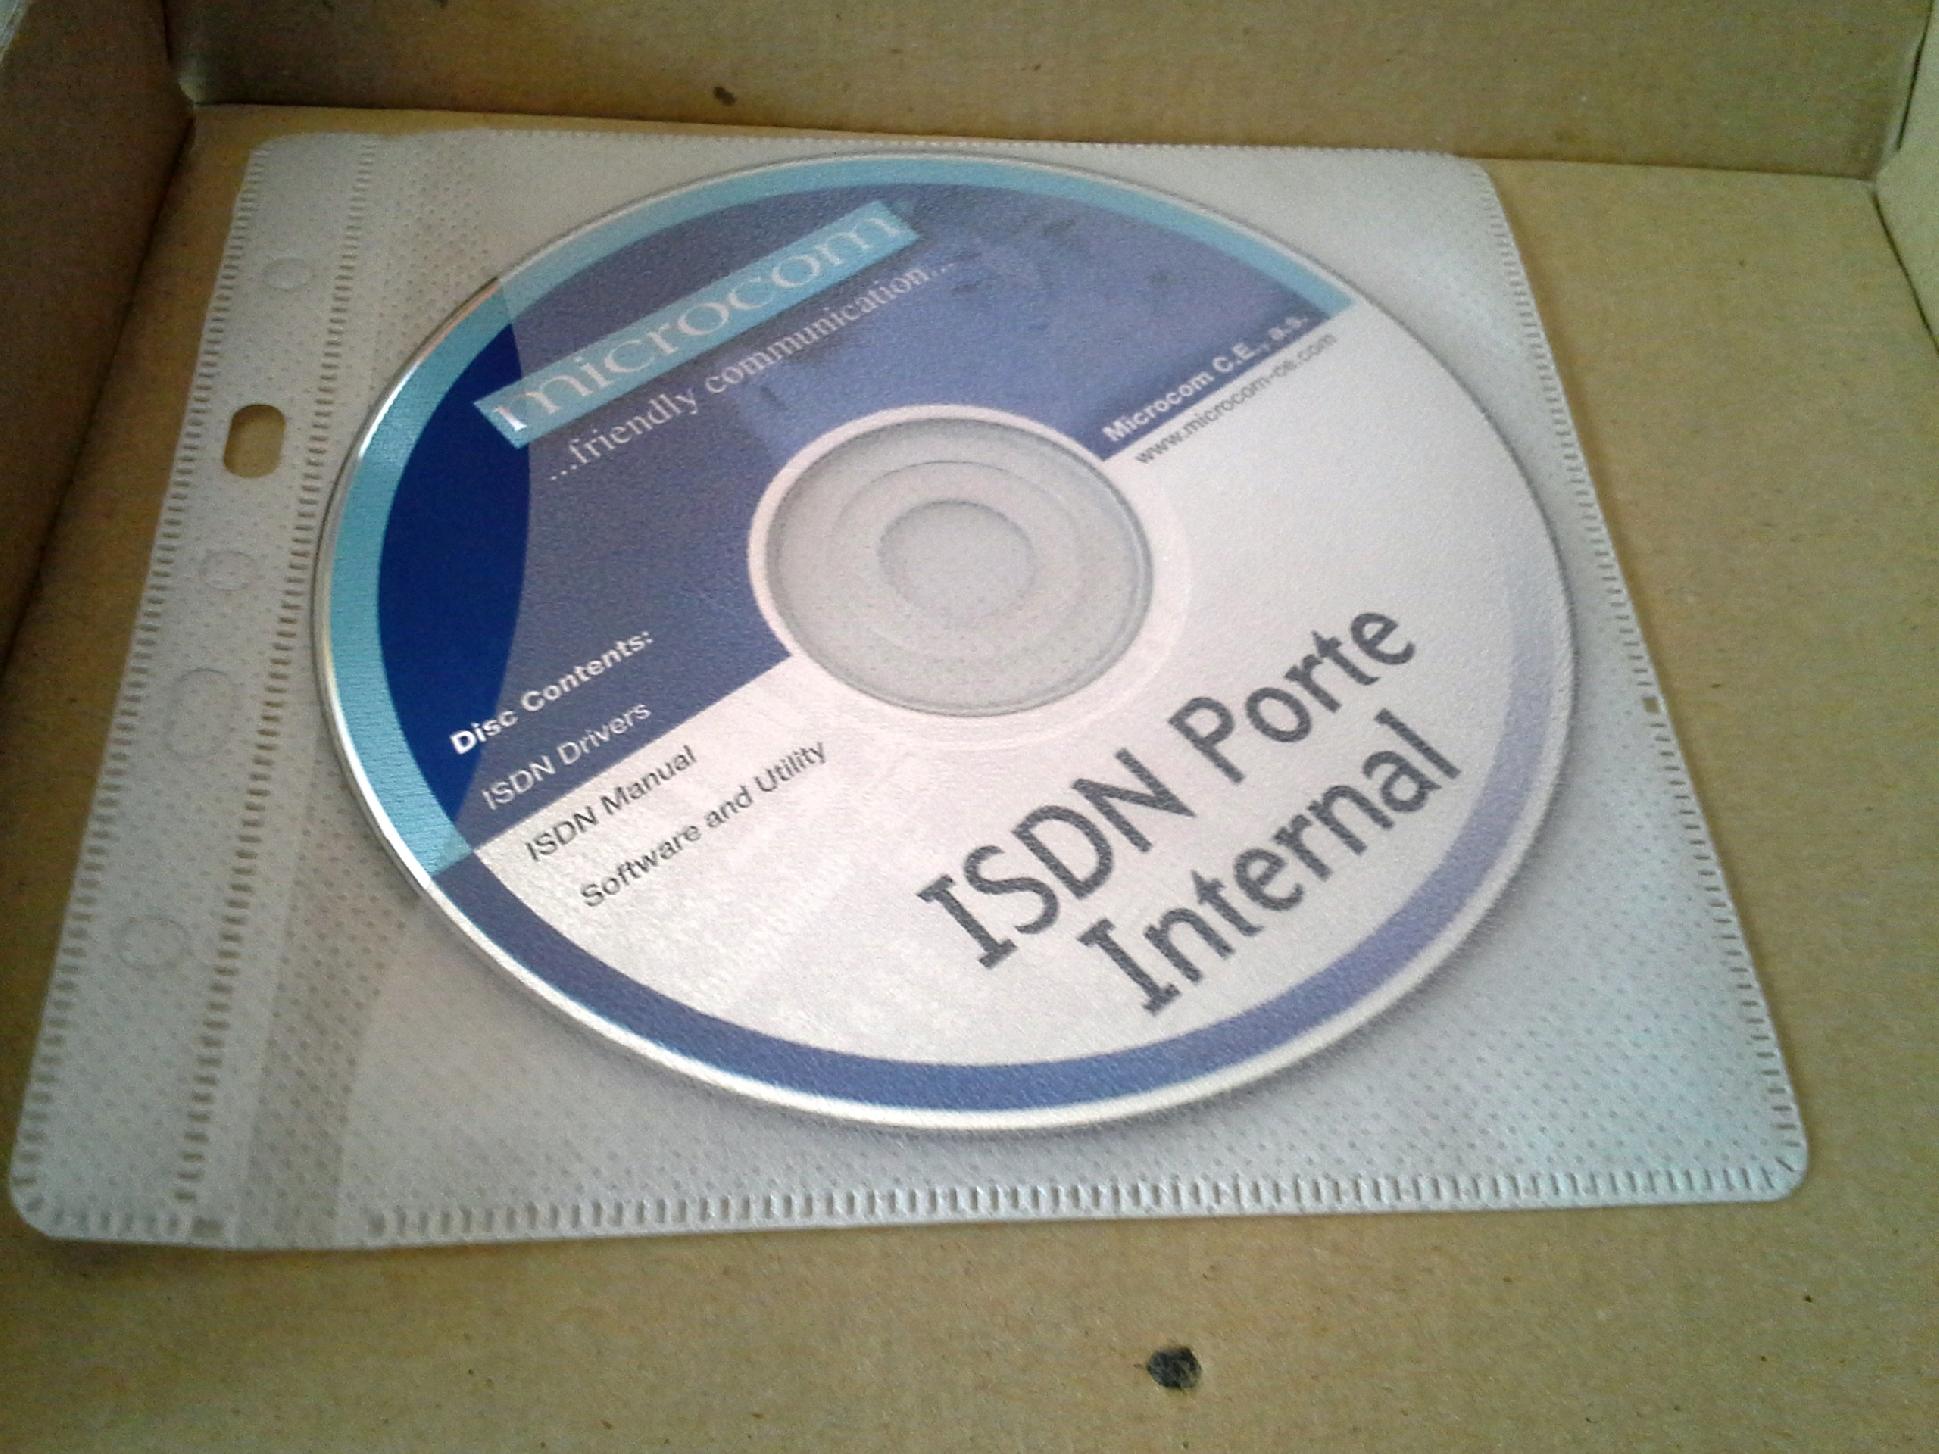 microcom
...friendly communication...
Microcom C.E., a.s.
www.microcom-ce.com
Disc Contents:
ISDN Drivers
ISDN Manual
Software and Utility
ISDN Porte
Internal